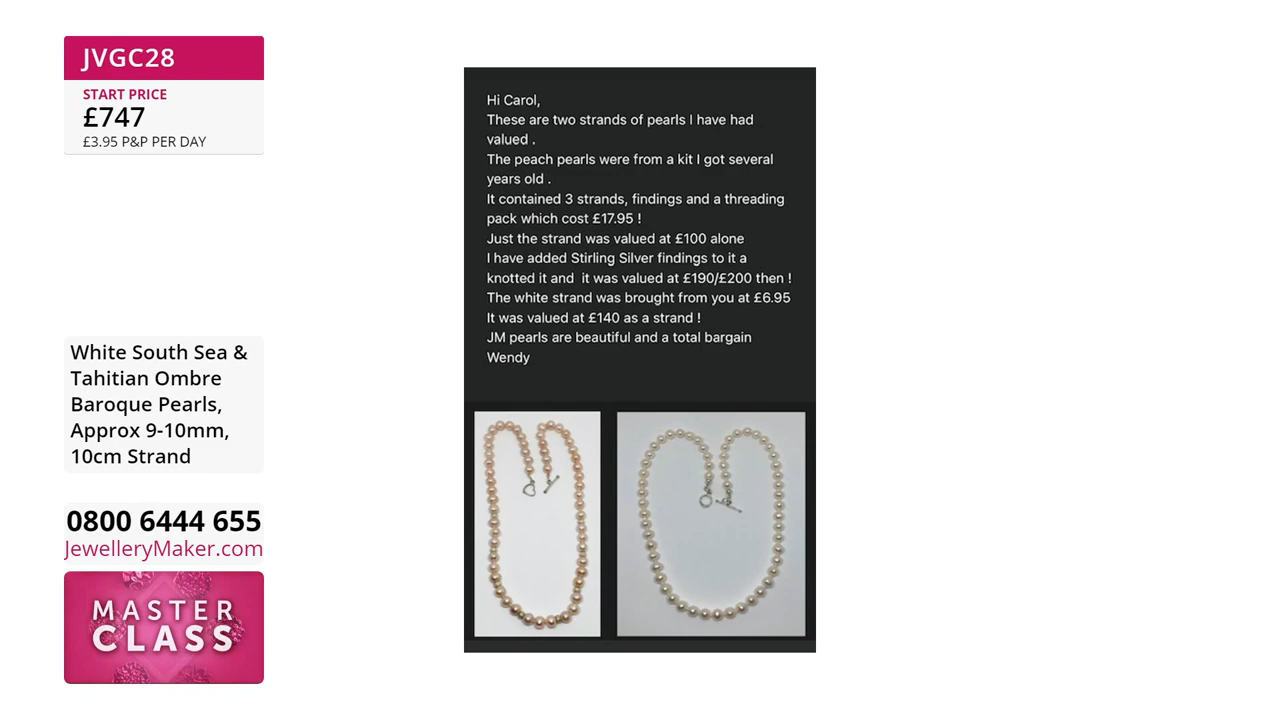 JVGC28
START PRICE
£747
£3.95 P&P PER DAY
White South Sea &
Tahitian Ombre
Baroque Pearls,
Approx 9-10mm,
10cm Strand
0800 6444 655
JewelleryMaker.com
MASTER
CLASS
Hi Carol,
These are two strands of pearls I have had
valued .
The peach pearls were from a kit I got several
years old .
It contained 3 strands, findings and a threading
pack which cost £17.95 !
Just the strand was valued at £100 alone
I have added Stirling Silver findings to it a
knotted it and  it was valued at £190/£200 then !
The white strand was brought from you at £6.95
It was valued at £140 as a strand !
JM pearls are beautiful and a total bargain
Wendy